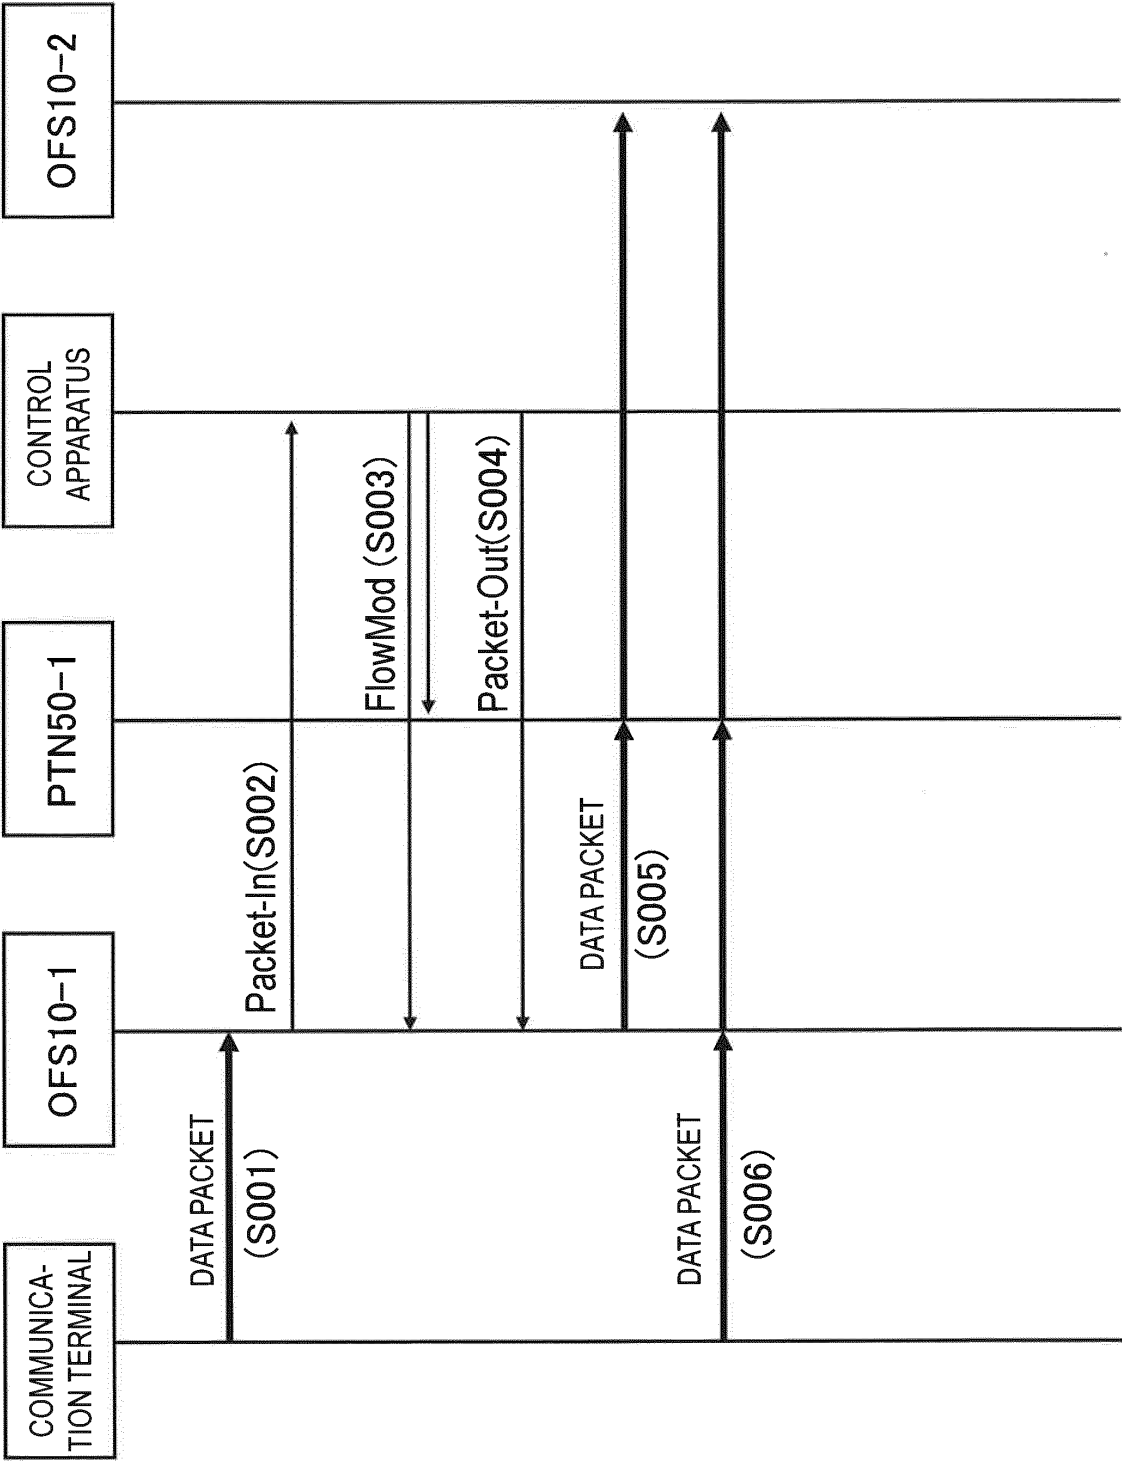 COMMUNICA-
TION TERMINAL
OFS10-1
PTN50-1
CONTROL
APPARATUS
OFS10-2
DATA PACKET
(S001)
Packet-In(S002)
FlowMod (S003)
Packet-Out(S004)
DATA PACKET
(S005)
DATA PACKET
(S006)